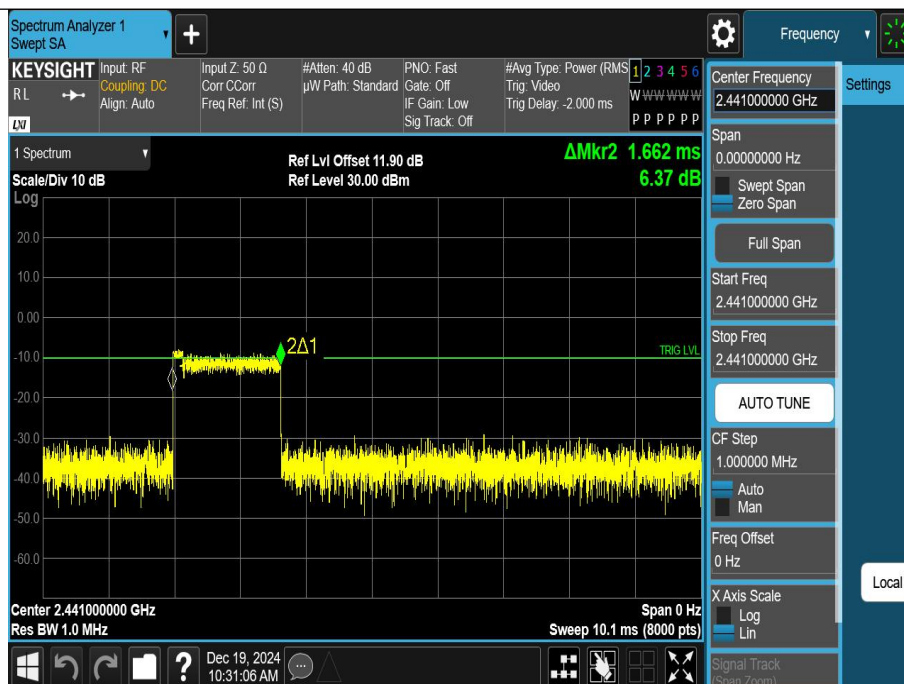 Spectrum Analyzer 1
Swept SA
+
Frequency
KEYSIGHT
RL
LXI
Input: RF
Coupling: DC
Align: Auto
Input Z: 50 Ω
Corr CCorr
Freq Ref: Int (S)
#Atten: 40 dB
µW Path: Standard
PNO: Fast
Gate: Off
IF Gain: Low
Sig Track: Off
#Avg Type: Power (RMS
Trig: Video
Trig Delay: -2.000 ms
1 2 3 4 5 6
W W W W W W
P P P P P P
1 Spectrum
Scale/Div 10 dB
Ref Lvl Offset 11.90 dB
Ref Level 30.00 dBm
ΔMkr2 1.662 ms
6.37 dB
Log
20.0
10.0
0.00
-10.0
-20.0
-30.0
-40.0
-50.0
-60.0
2Δ1
TRIG LVL
Center 2.441000000 GHz
Res BW 1.0 MHz
Span 0 Hz
Sweep 10.1 ms (8000 pts)
?
Dec 19, 2024
10:31:06 AM
Center Frequency
2.441000000 GHz
Span
0.00000000 Hz
Swept Span
Zero Span
Full Span
Start Freq
2.441000000 GHz
Stop Freq
2.441000000 GHz
AUTO TUNE
CF Step
1.000000 MHz
Auto
Man
Freq Offset
0 Hz
X Axis Scale
Log
Lin
Signal Track
(Span Zoom)
Settings
Local